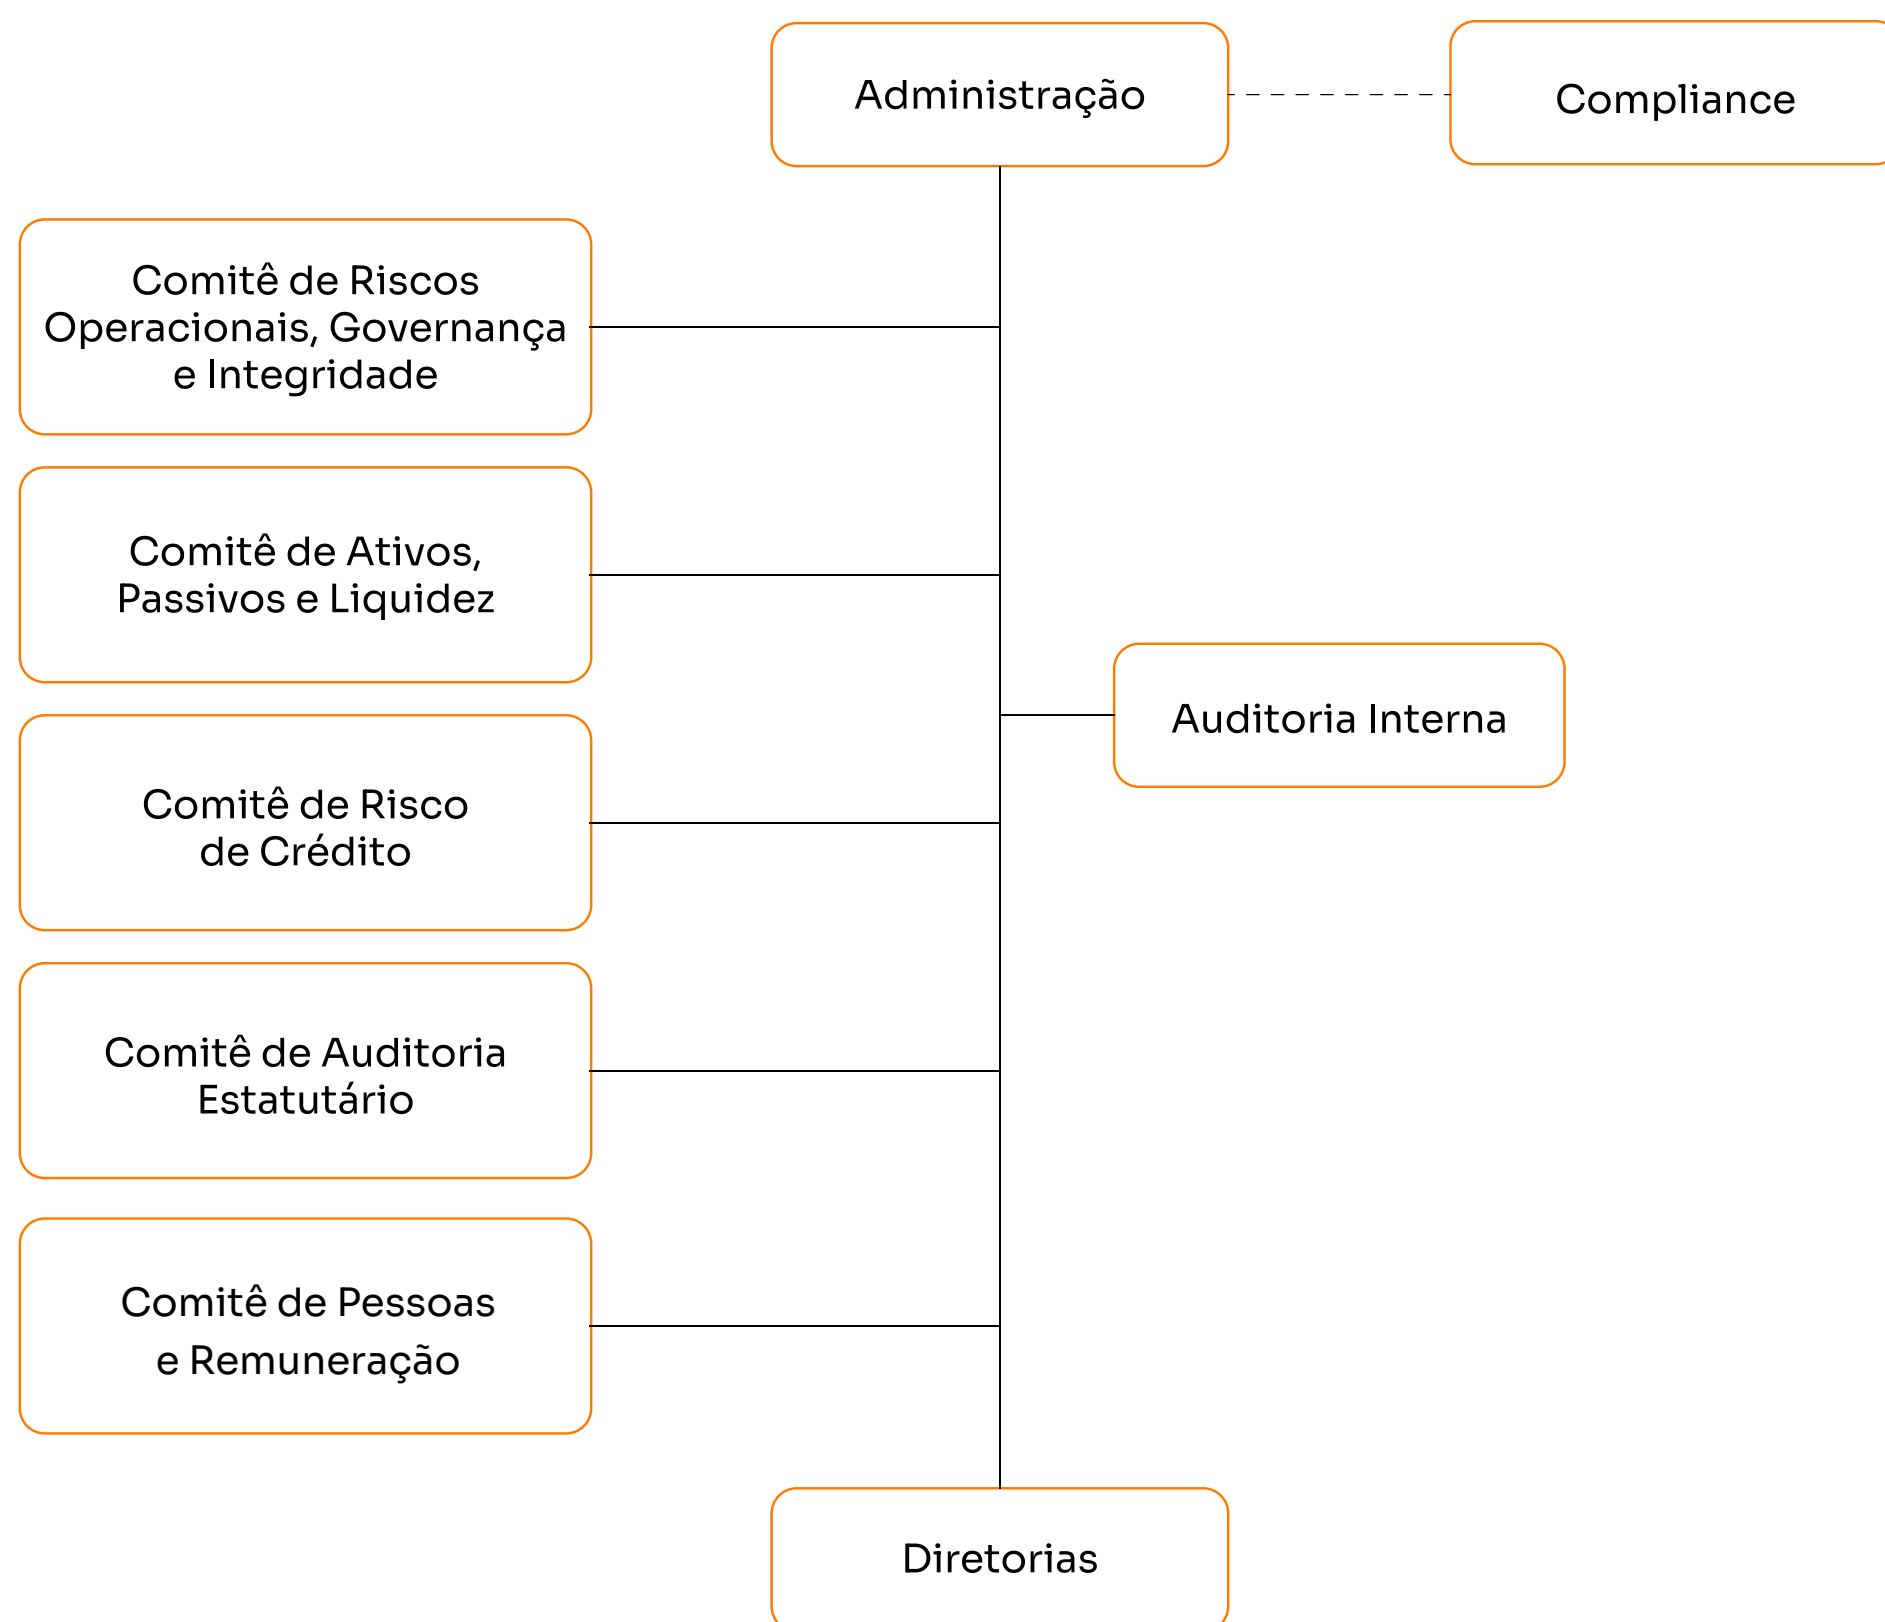 Administração
Compliance
Comitê de Riscos
Operacionais, Governança
e Integridade
Comitê de Ativos,
Passivos e Liquidez
Auditoria Interna
Comitê de Risco
de Crédito
Comitê de Auditoria
Estatutário
Comitê de Pessoas
e Remuneração
Diretorias